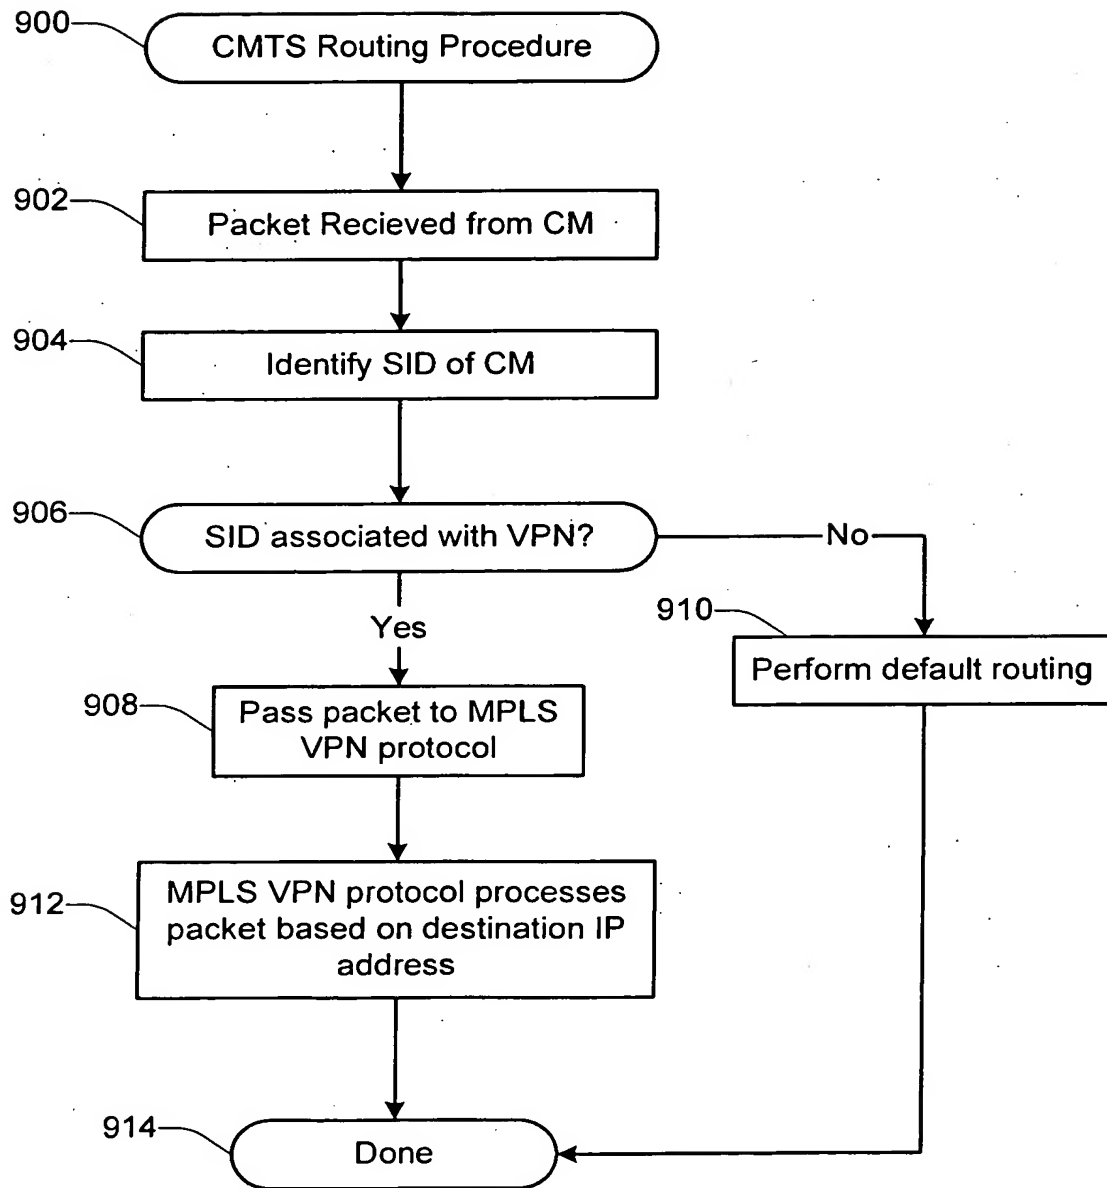 900
CMTS Routing Procedure
902
Packet Recieved from CM
904
Identify SID of CM
906
SID associated with VPN?
No
Yes
910
Perform default routing
908
Pass packet to MPLS
VPN protocol
912
MPLS VPN protocol processes
packet based on destination IP
address
914
Done